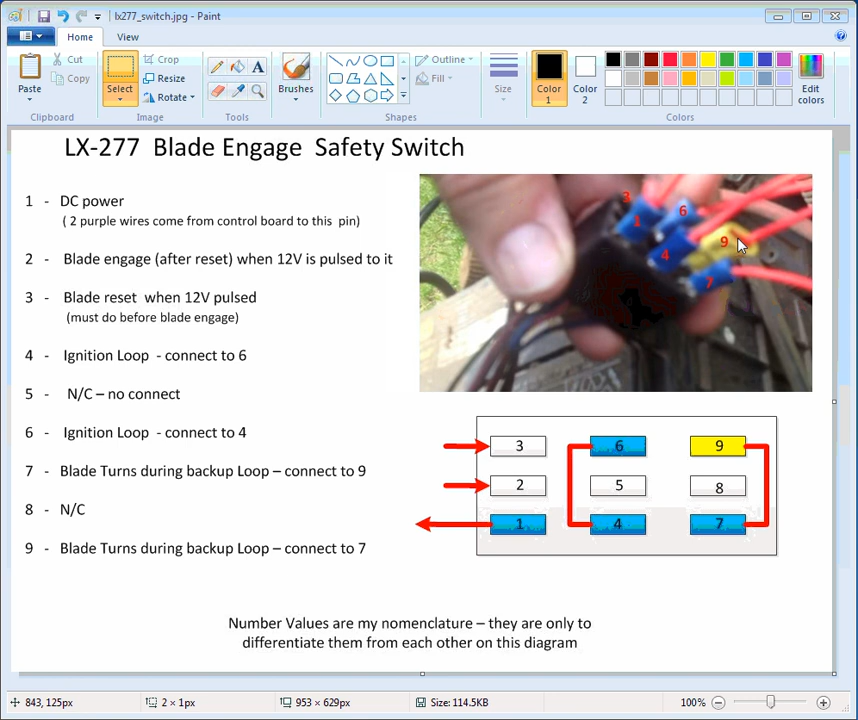 lx277_switch.jpg - Paint
Home
View
Paste
Cut
Copy
Clipboard
Select
Crop
Resize
Rotate
Image
A
Tools
Brushes
Outline
Fill
Shapes
Size
Color 1
Color 2
Edit colors
Colors
LX-277 Blade Engage Safety Switch
1 - DC power
( 2 purple wires come from control board to this pin)
2 - Blade engage (after reset) when 12V is pulsed to it
3 - Blade reset when 12V pulsed
(must do before blade engage)
4 - Ignition Loop - connect to 6
5 - N/C – no connect
6 - Ignition Loop - connect to 4
7 - Blade Turns during backup Loop – connect to 9
8 - N/C
9 - Blade Turns during backup Loop – connect to 7
3
1
6
9
4
7
3 6 9
2 5 8
1 4 7
Number Values are my nomenclature – they are only to
differentiate them from each other on this diagram
843, 125px
2 × 1px
953 × 629px
Size: 114.5KB
100%